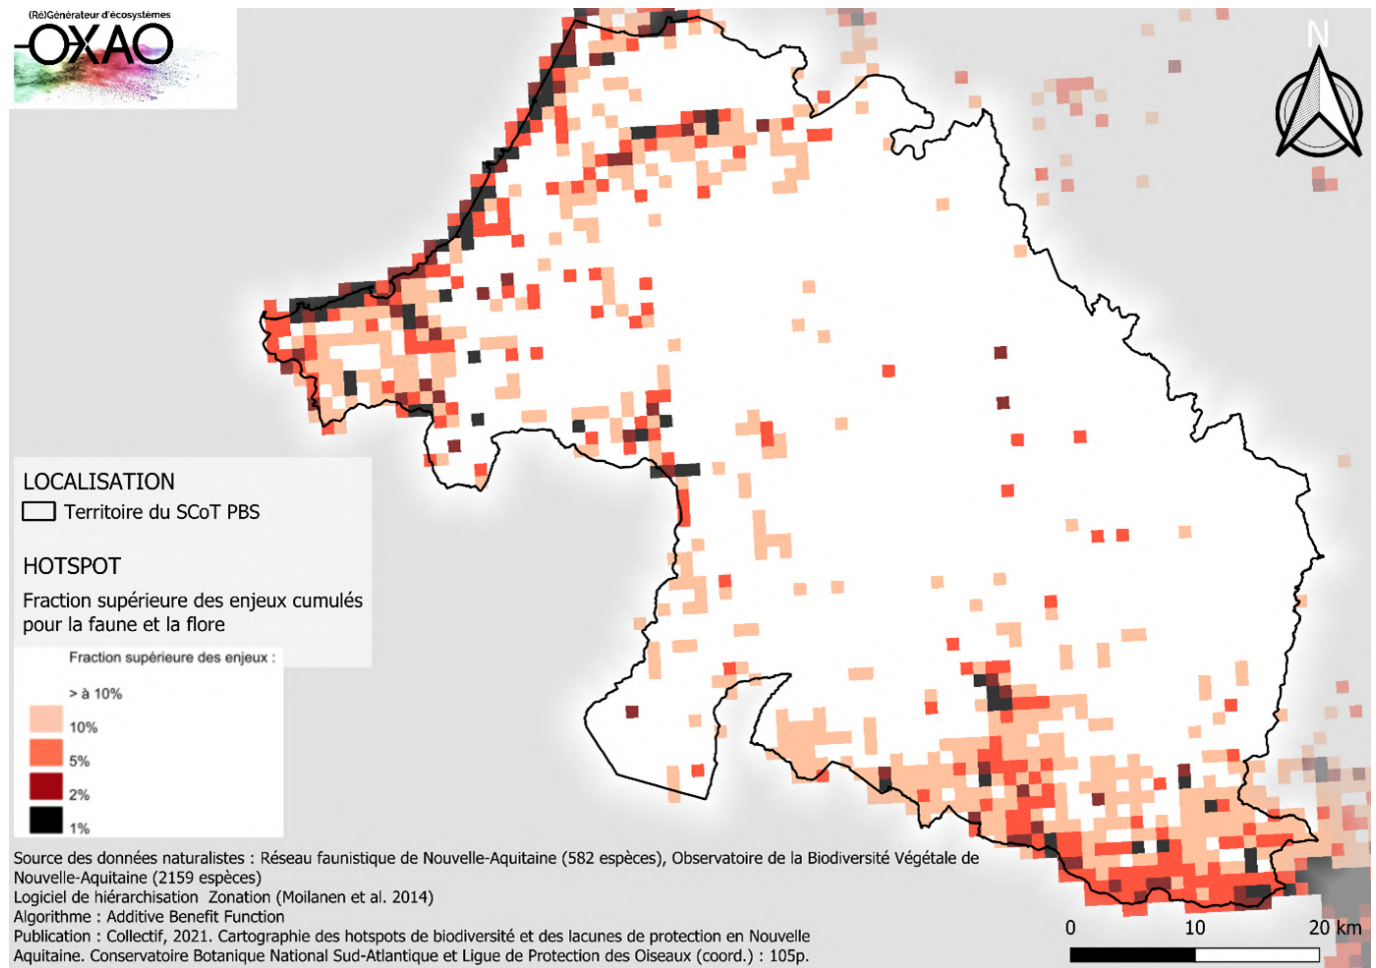 (Ré)Générateur d'écosystèmes
OXAO
N
LOCALISATION
Territoire du SCoT PBS
HOTSPOT
Fraction supérieure des enjeux cumulés
pour la faune et la flore
Fraction supérieure des enjeux :
> à 10%
10%
5%
2%
1%
Source des données naturalistes : Réseau faunistique de Nouvelle-Aquitaine (582 espèces), Observatoire de la Biodiversité Végétale de
Nouvelle-Aquitaine (2159 espèces)
Logiciel de hiérarchisation Zonation (Moilanen et al. 2014)
Algorithme : Additive Benefit Function
Publication : Collectif, 2021. Cartographie des hotspots de biodiversité et des lacunes de protection en Nouvelle
Aquitaine. Conservatoire Botanique National Sud-Atlantique et Ligue de Protection des Oiseaux (coord.) : 105p.
0 10 20 km